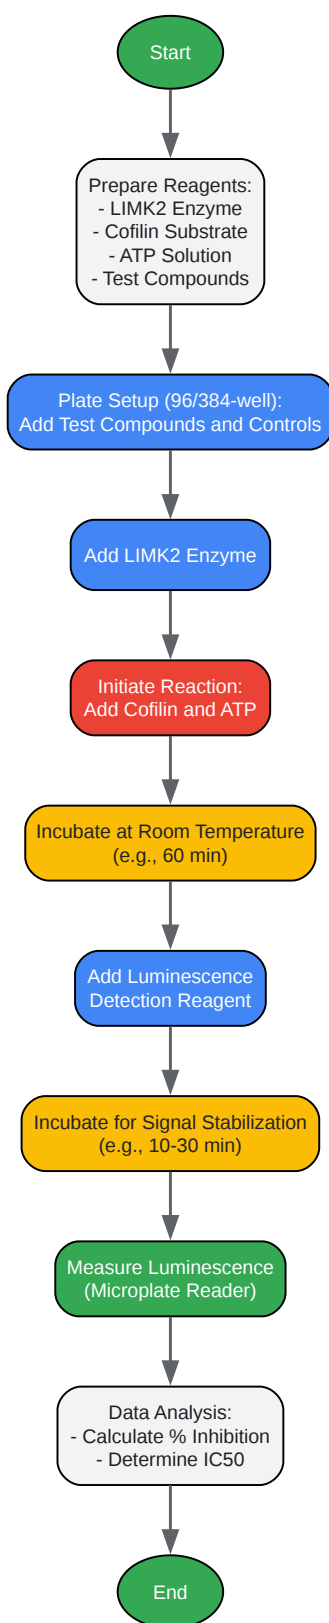 Start
Prepare Reagents:
- LIMK2 Enzyme
- Cofilin Substrate
- ATP Solution
- Test Compounds
Plate Setup (96/384-well):
Add Test Compounds and Controls
Add LIMK2 Enzyme
Initiate Reaction:
Add Cofilin and ATP
Incubate at Room Temperature
(e.g., 60 min)
Add Luminescence
Detection Reagent
Incubate for Signal Stabilization
(e.g., 10-30 min)
Measure Luminescence
(Microplate Reader)
Data Analysis:
- Calculate % Inhibition
- Determine IC50
End